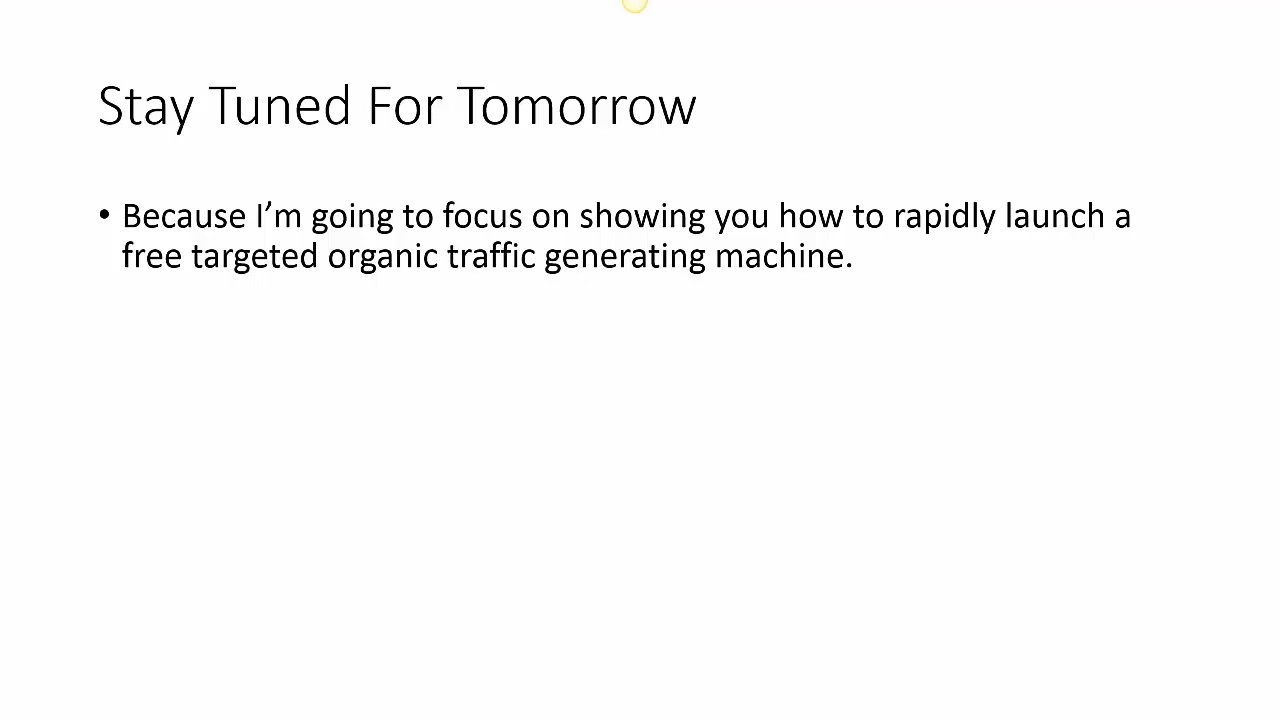 Stay Tuned For Tomorrow
• Because I’m going to focus on showing you how to rapidly launch a
free targeted organic traffic generating machine.